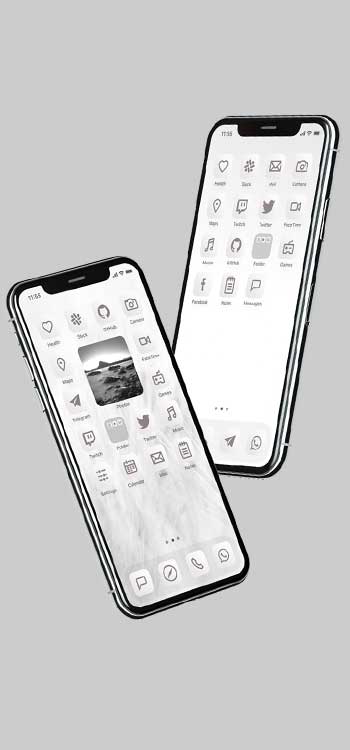 11:55
Health
Slack
Mail
Camera
Maps
Twitch
Twitter
FaceTime
Music
GitHub
Folder
Games
Facebook
Notes
Messages
11:55
Health
Slack
GitHub
Camera
Maps
FaceTime
Telegram
Photos
Games
Twitch
Folder
Twitter
Music
Settings
Calendar
Mail
Notes